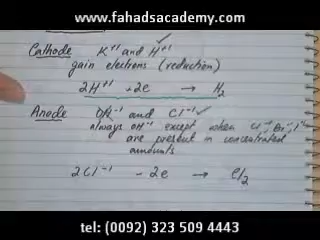 www.fahadsacademy.com
Cathode K+1 and H+1
gain electrons (reduction)
2H+1 + 2e → H2
Anode OH-1 and Cl-1
always OH-1 except when Cl-1, Br-1, I-1
are present in concentrated
amounts
2Cl-1 - 2e → Cl2
tel: (0092) 323 509 4443